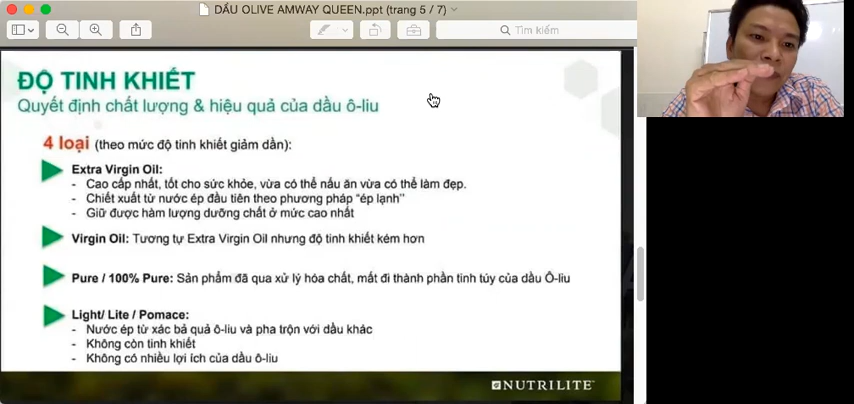 DẦU OLIVE AMWAY QUEEN.ppt (trang 5 / 7)
Tìm kiếm
ĐỘ TINH KHIẾT
Quyết định chất lượng & hiệu quả của dầu ô-liu
4 loại (theo mức độ tinh khiết giảm dần):
Extra Virgin Oil:
- Cao cấp nhất, tốt cho sức khỏe, vừa có thể nấu ăn vừa có thể làm đẹp.
- Chiết xuất từ nước ép đầu tiên theo phương pháp “ép lạnh”
- Giữ được hàm lượng dưỡng chất ở mức cao nhất
Virgin Oil: Tương tự Extra Virgin Oil nhưng độ tinh khiết kém hơn
Pure / 100% Pure: Sản phẩm đã qua xử lý hóa chất, mất đi thành phần tinh túy của dầu Ô-liu
Light/ Lite / Pomace:
- Nước ép từ xác bả quả ô-liu và pha trộn với dầu khác
- Không còn tinh khiết
- Không có nhiều lợi ích của dầu ô-liu
NUTRILITE